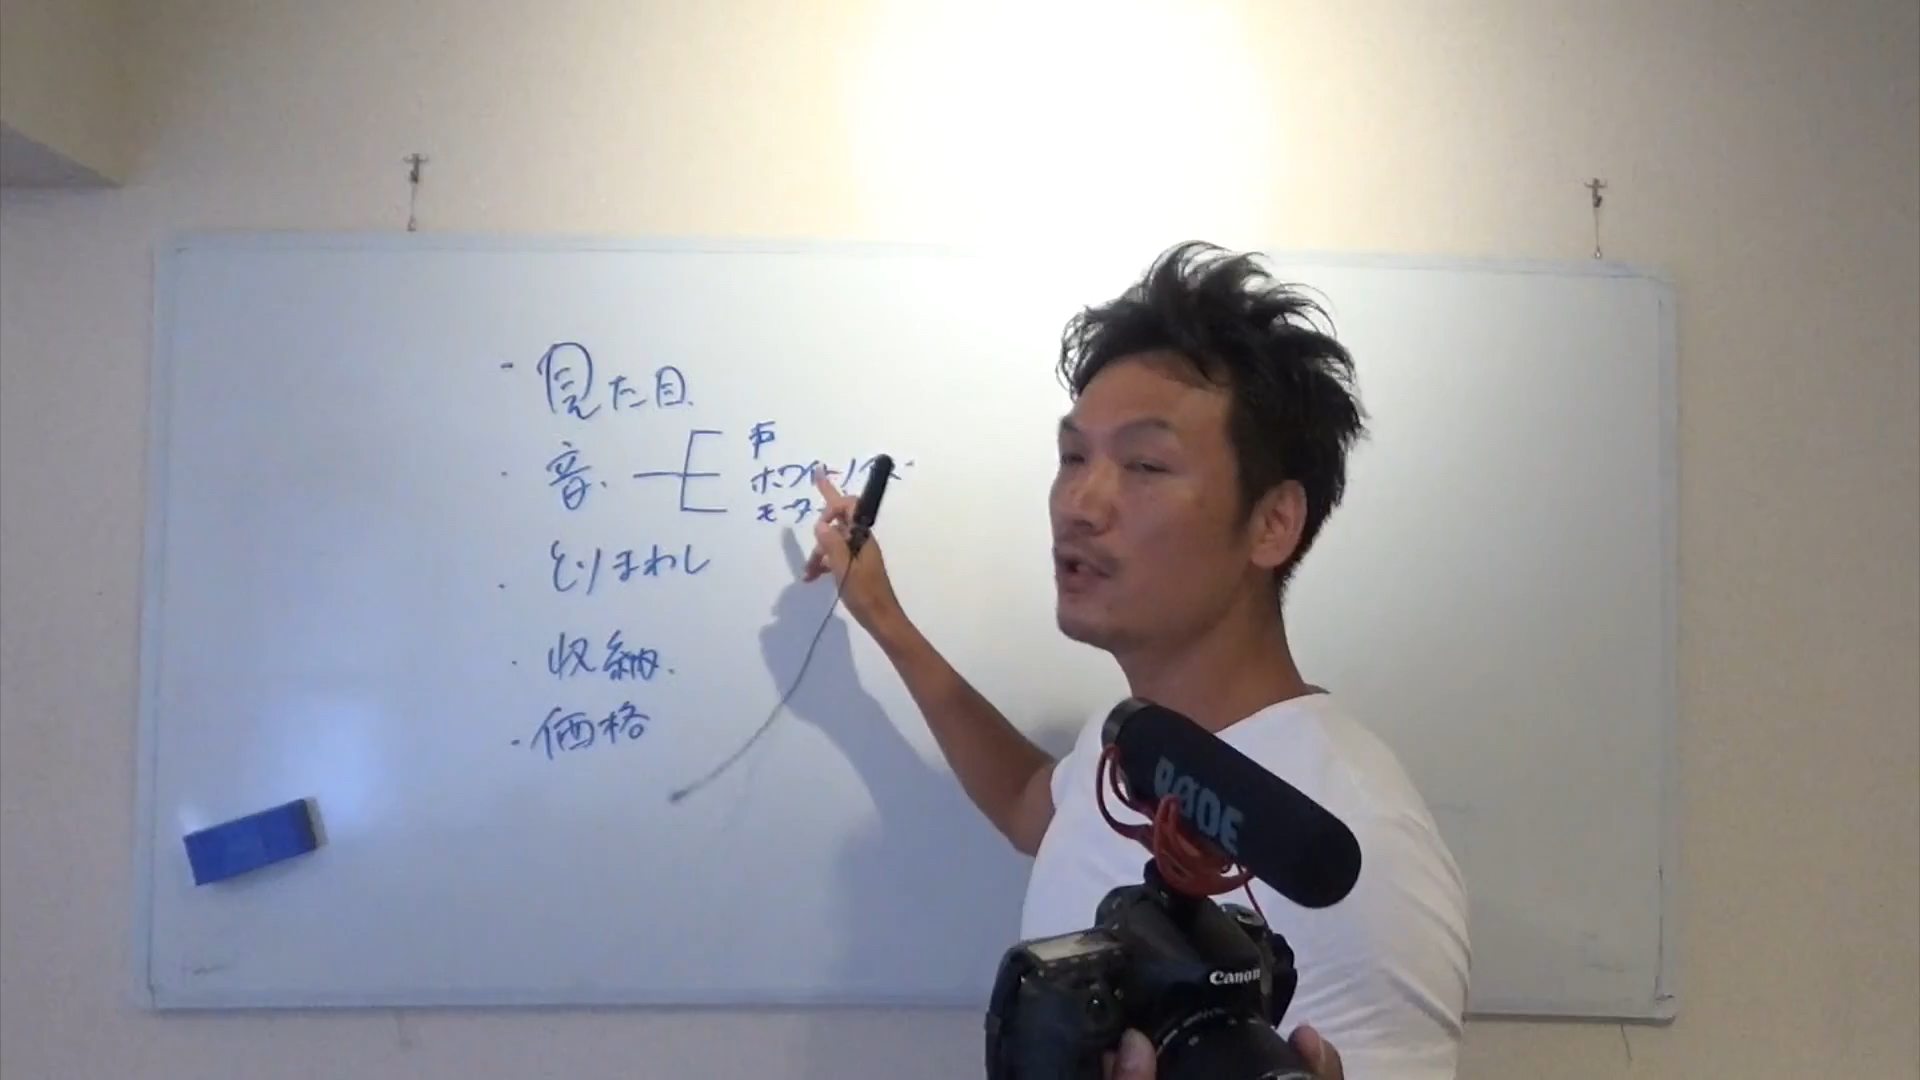 ・見た目
・音
声
ホワイトノイズ
モーター
・とりまわし
・収納
・価格
RØDE
Canon